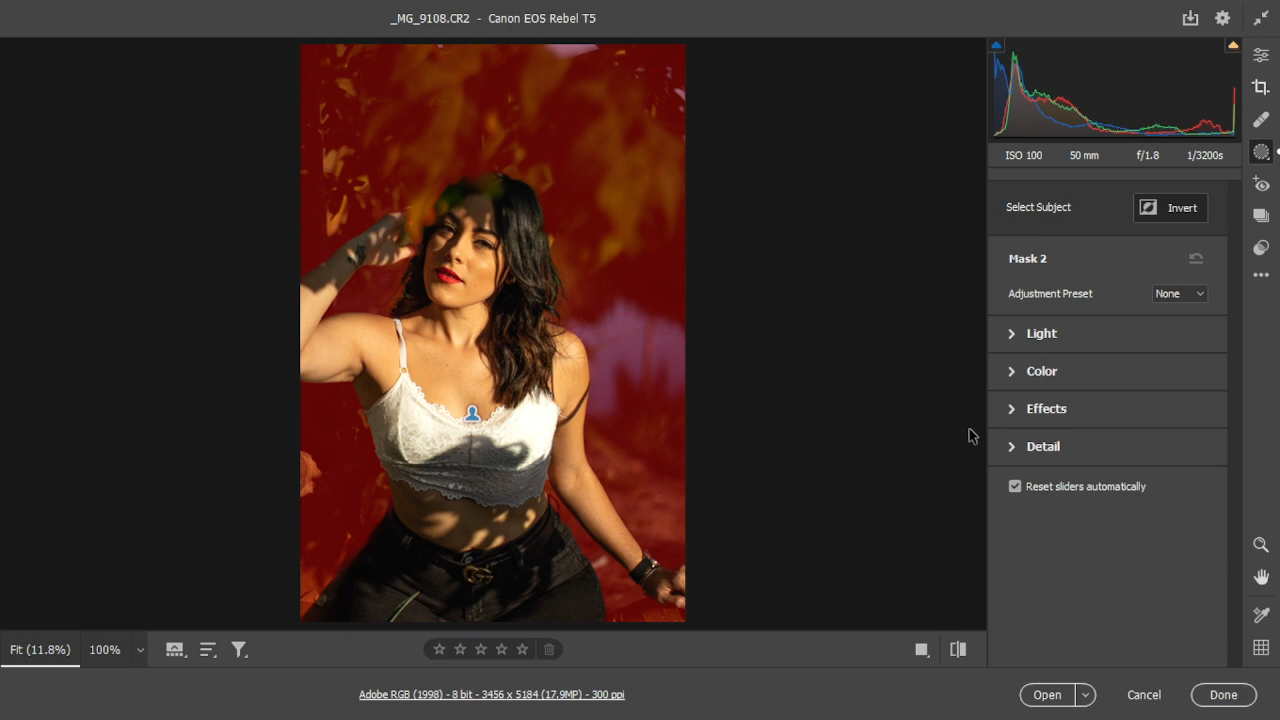 _MG_9108.CR2 - Canon EOS Rebel T5
ISO 100 50 mm f/1.8 1/3200s
Select Subject Invert
Mask 2
Adjustment Preset None
Light
Color
Effects
Detail
Reset sliders automatically
Fit (11.8%) 100%
Adobe RGB (1998) - 8 bit - 3456 x 5184 (17.9MP) - 300 ppi
Open Cancel Done